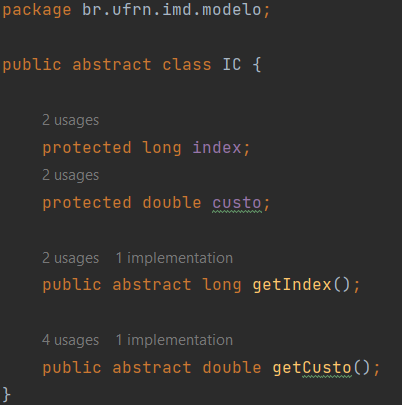 package br.ufrn.imd.modelo;
public abstract class IC {
2 usages
protected long index;
2 usages
protected double custo;
2 usages 1 implementation
public abstract long getIndex();
4 usages 1 implementation
public abstract double getCusto();
}